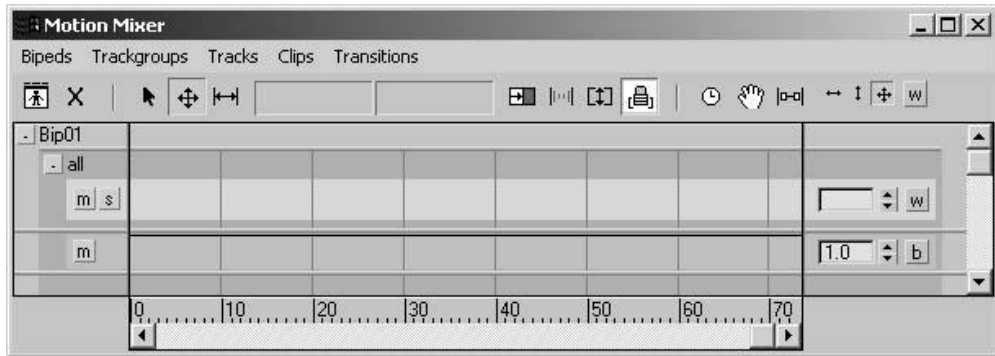 Motion Mixer
Bipeds Trackgroups Tracks Clips Transitions
w
- Bip01
- all
m s w
m 1.0 b
0 10 20 30 40 50 60 70